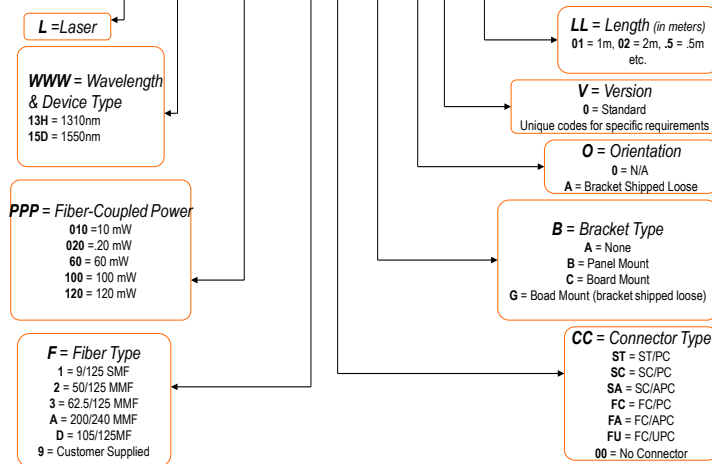 L =Laser
WWW = Wavelength
& Device Type
13H = 1310nm
15D = 1550nm
PPP = Fiber-Coupled Power
010 =10 mW
020 =.20 mW
60 = 60 mW
100 = 100 mW
120 = 120 mW
F = Fiber Type
1 = 9/125 SMF
2 = 50/125 MMF
3 = 62.5/125 MMF
A = 200/240 MMF
D = 105/125MF
9 = Customer Supplied
LL = Length (in meters)
01 = 1m, 02 = 2m, .5 = .5m
etc.
V = Version
0 = Standard
Unique codes for specific requirements
O = Orientation
0 = N/A
A = Bracket Shipped Loose
B = Bracket Type
A = None
B = Panel Mount
C = Board Mount
G = Boad Mount (bracket shipped loose)
CC = Connector Type
ST = ST/PC
SC = SC/PC
SA = SC/APC
FC = FC/PC
FA = FC/APC
FU = FC/UPC
00 = No Connector